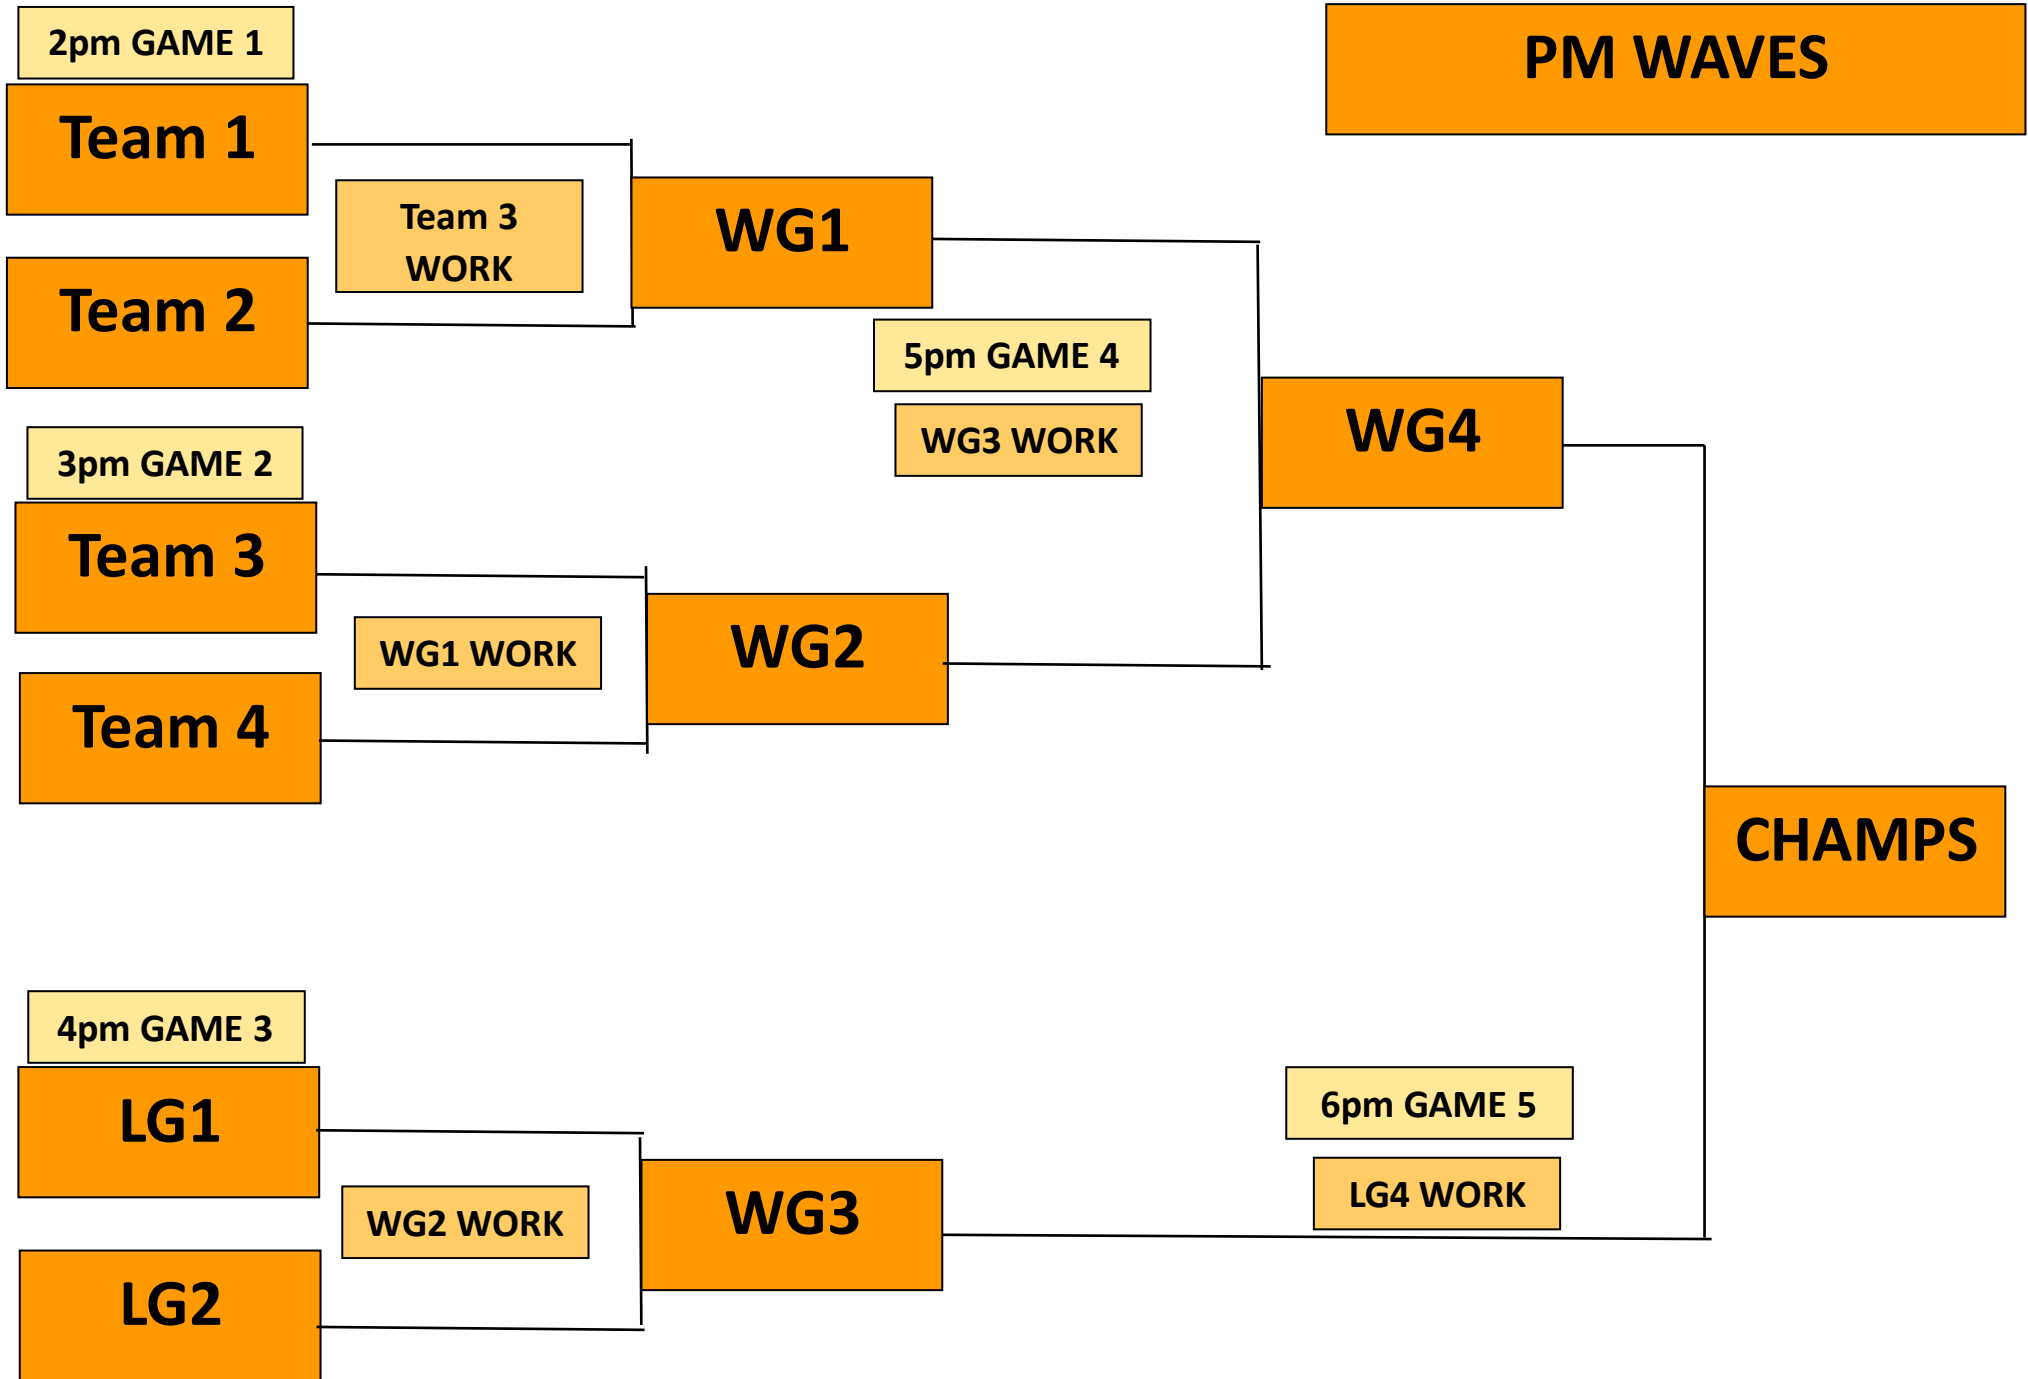 2pm GAME 1
PM WAVES
Team 1
Team 3
WORK
WG1
Team 2
5pm GAME 4
WG3 WORK
WG4
3pm GAME 2
Team 3
WG1 WORK
WG2
Team 4
CHAMPS
4pm GAME 3
LG1
6pm GAME 5
LG4 WORK
WG2 WORK
WG3
LG2